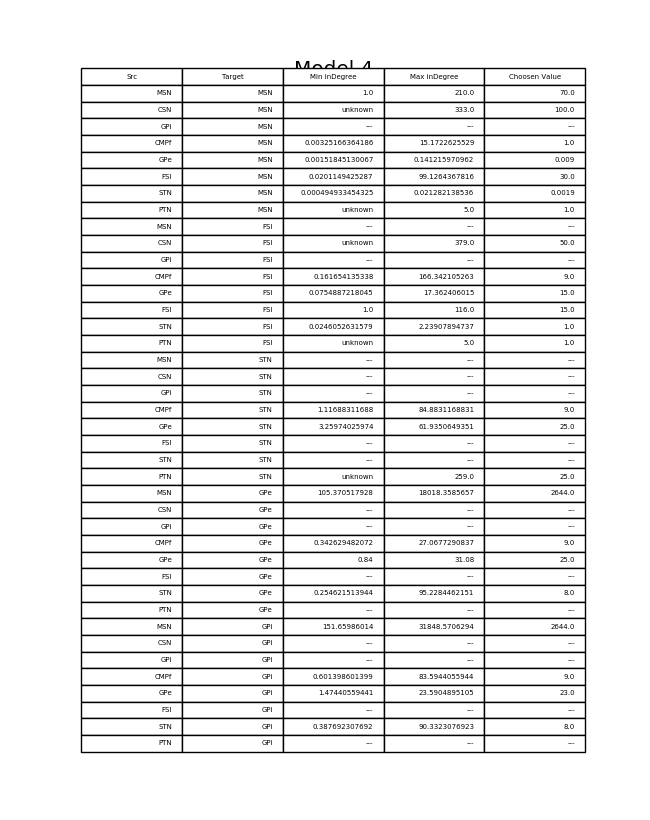 Model 4
Src Target Min inDegree Max inDegree Choosen Value
MSN MSN 1.0 210.0 70.0
CSN MSN unknown 333.0 100.0
GPi MSN --- --- ---
CMPf MSN 0.00325166364186 15.1722625529 1.0
GPe MSN 0.00151845130067 0.141215970962 0.009
FSI MSN 0.0201149425287 99.1264367816 30.0
STN MSN 0.000494933454325 0.021282138536 0.0019
PTN MSN unknown 5.0 1.0
MSN FSI --- --- ---
CSN FSI unknown 379.0 50.0
GPi FSI --- --- ---
CMPf FSI 0.161654135338 166.342105263 9.0
GPe FSI 0.0754887218045 17.362406015 15.0
FSI FSI 1.0 116.0 15.0
STN FSI 0.0246052631579 2.23907894737 1.0
PTN FSI unknown 5.0 1.0
MSN STN --- --- ---
CSN STN --- --- ---
GPi STN --- --- ---
CMPf STN 1.11688311688 84.8831168831 9.0
GPe STN 3.25974025974 61.9350649351 25.0
FSI STN --- --- ---
STN STN --- --- ---
PTN STN unknown 259.0 25.0
MSN GPe 105.370517928 18018.3585657 2644.0
CSN GPe --- --- ---
GPi GPe --- --- ---
CMPf GPe 0.342629482072 27.0677290837 9.0
GPe GPe 0.84 31.08 25.0
FSI GPe --- --- ---
STN GPe 0.254621513944 95.2284462151 8.0
PTN GPe --- --- ---
MSN GPi 151.65986014 31848.5706294 2644.0
CSN GPi --- --- ---
GPi GPi --- --- ---
CMPf GPi 0.601398601399 83.5944055944 9.0
GPe GPi 1.47440559441 23.5904895105 23.0
FSI GPi --- --- ---
STN GPi 0.387692307692 90.3323076923 8.0
PTN GPi --- --- ---